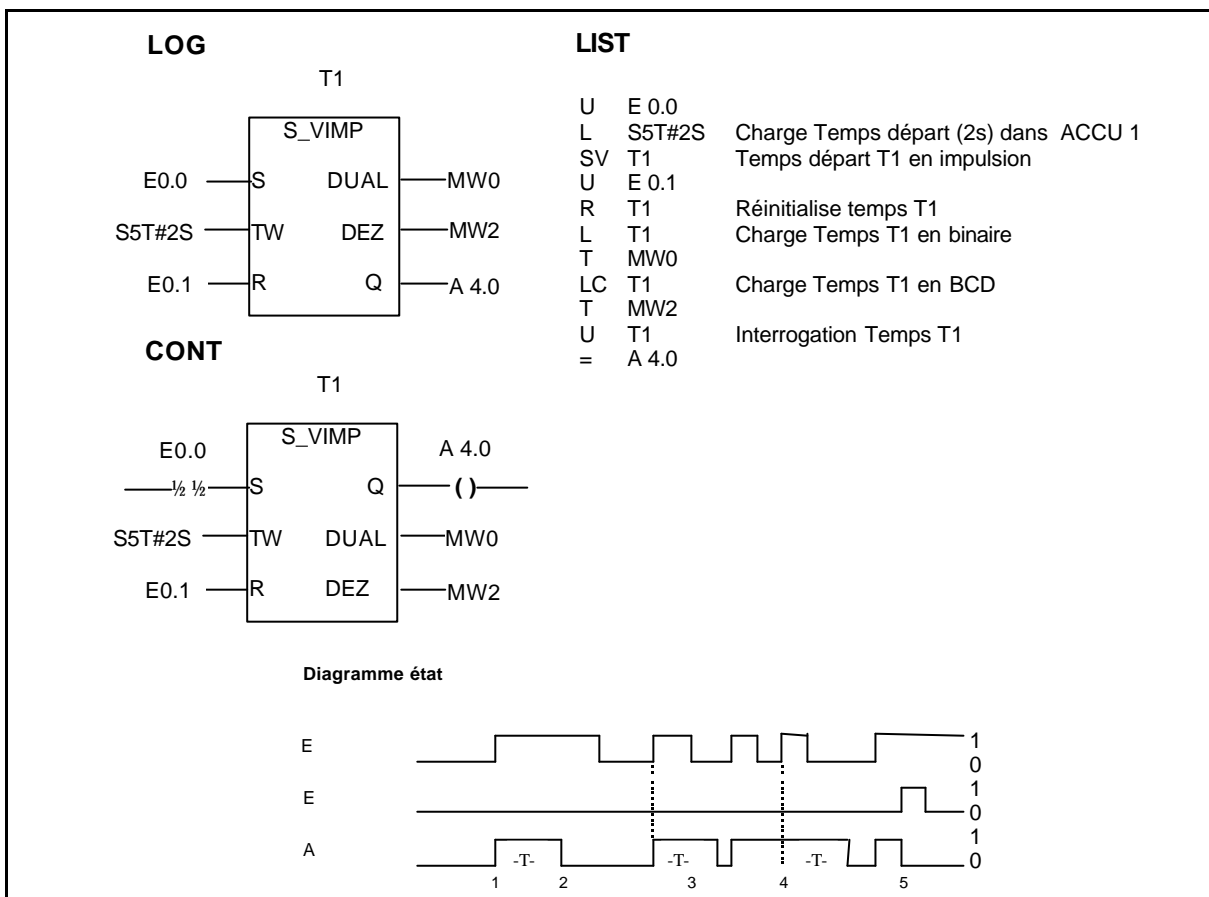 LOG
T1
S_VIMP
E0.0 S DUAL MW0
S5T#2S TW DEZ MW2
E0.1 R Q A 4.0
LIST
U E 0.0
L S5T#2S Charge Temps départ (2s) dans ACCU 1
SV T1 Temps départ T1 en impulsion
U E 0.1
R T1 Réinitialise temps T1
L T1 Charge Temps T1 en binaire
T MW0
LC T1 Charge Temps T1 en BCD
T MW2
U T1 Interrogation Temps T1
= A 4.0
CONT
T1
S_VIMP
E0.0 A 4.0
½ ½ S Q ( )
S5T#2S TW DUAL MW0
E0.1 R DEZ MW2
Diagramme état
E 1
0
E 1
0
A 1
-T- -T- -T- 0
1 2 3 4 5